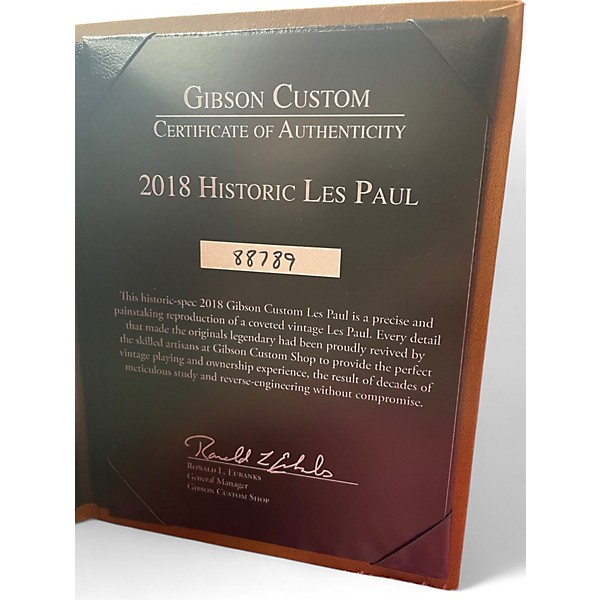 GIBSON CUSTOM
CERTIFICATE OF AUTHENTICITY
2018 HISTORIC LES PAUL
88789
This historic-spec 2018 Gibson Custom Les Paul is a precise and
painstaking reproduction of a coveted vintage Les Paul. Every detail
that made the originals legendary had been proudly revived by
the skilled artisans at Gibson Custom Shop to provide the perfect
vintage playing and ownership experience, the result of decades of
meticulous study and reverse-engineering without compromise.
Ronald L Eubanks
RONALD L. EUBANKS
General Manager
GIBSON CUSTOM SHOP